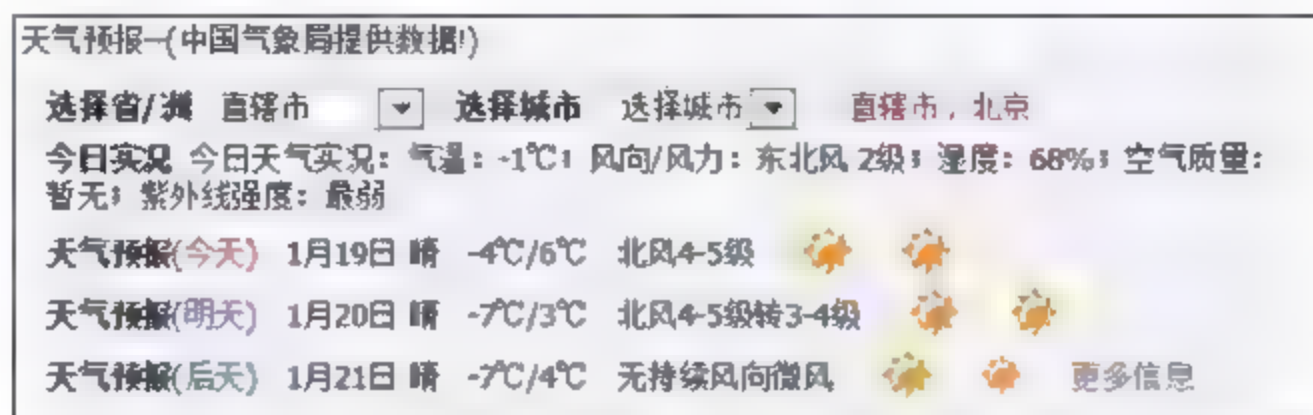 天气预报--(中国气象局提供数据!)
选择省/洲 直辖市 选择城市 选择城市 直辖市，北京
今日实况 今日天气实况：气温：-1℃；风向/风力：东北风 2级；湿度：68%；空气质量：
暂无；紫外线强度：最弱
天气预报(今天) 1月19日 晴 -4℃/6℃ 北风4-5级
天气预报(明天) 1月20日 晴 -7℃/3℃ 北风4-5级转3-4级
天气预报(后天) 1月21日 晴 -7℃/4℃ 无持续风向微风 更多信息